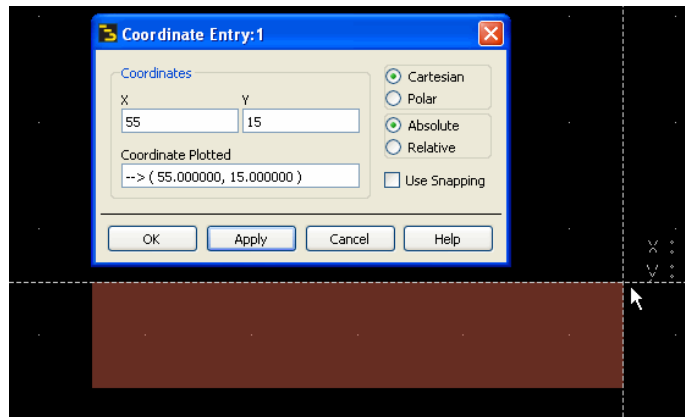 Coordinate Entry:1
Coordinates
X Y
55 15
Coordinate Plotted
--> ( 55.000000, 15.000000 )
Cartesian
Polar
Absolute
Relative
Use Snapping
OK Apply Cancel Help
X :
y :